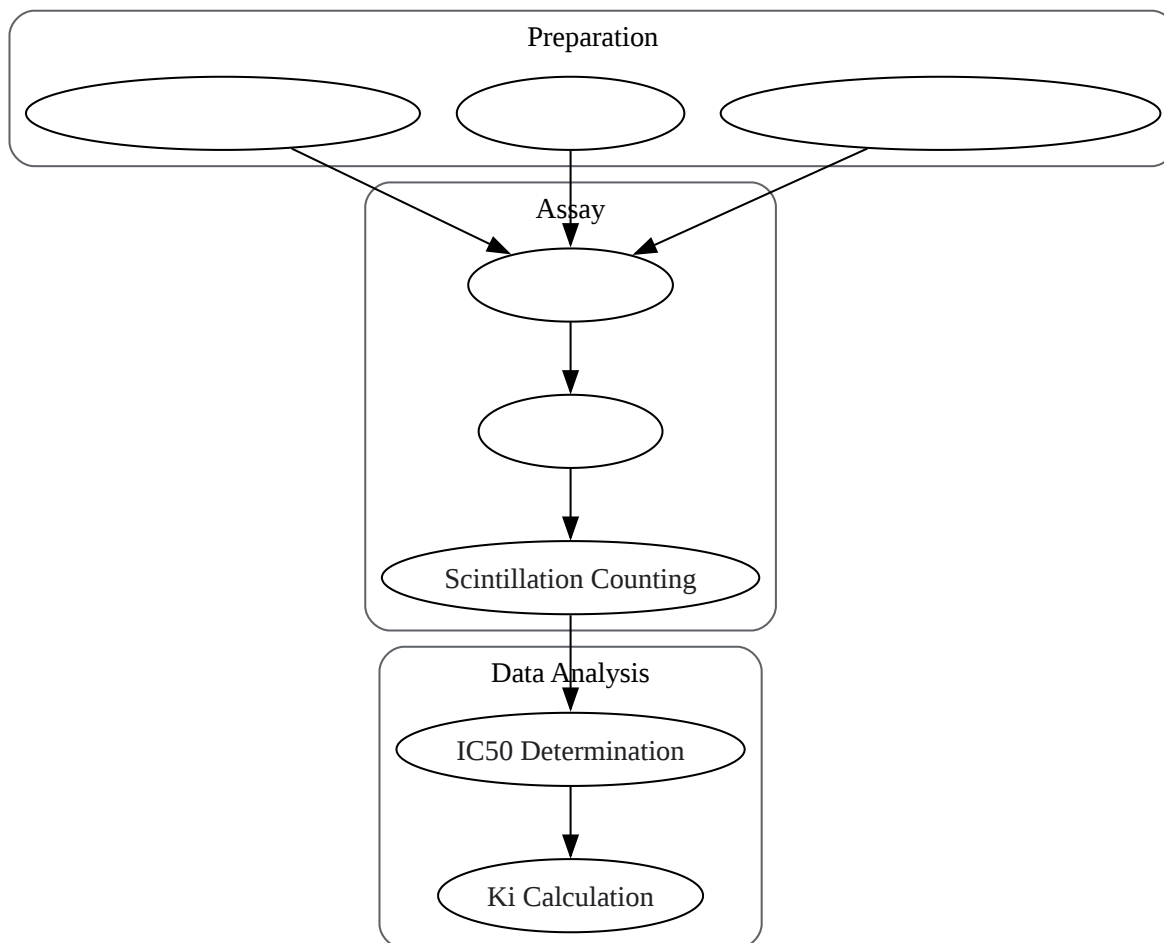 Preparation
Assay
Scintillation Counting
Data Analysis
IC50 Determination
Ki Calculation